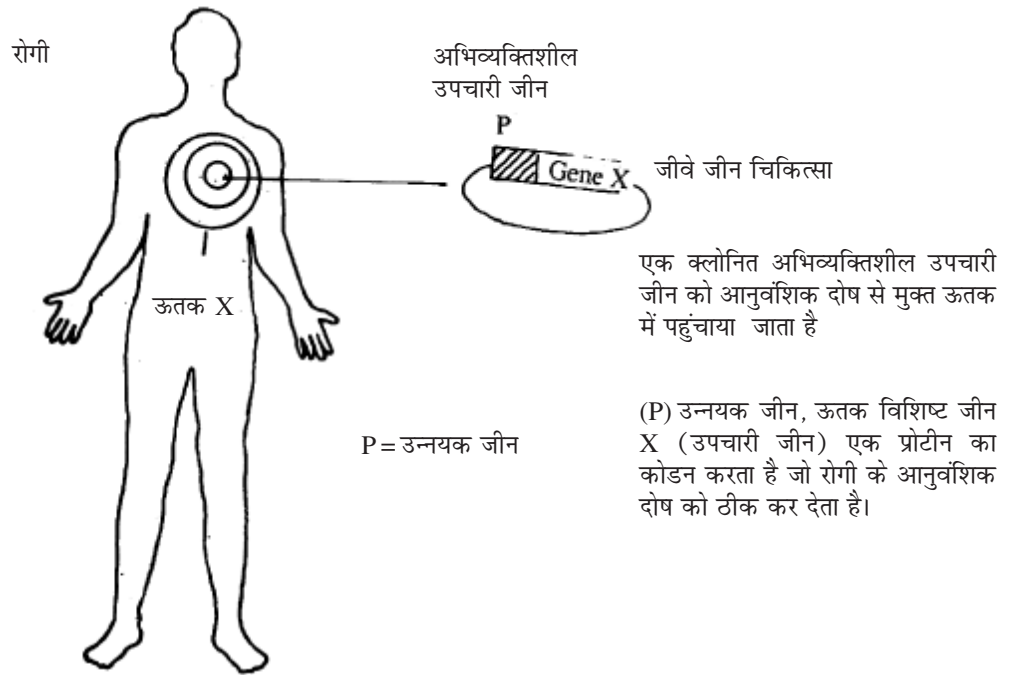 रोगी
अभिव्यक्तिशील
उपचारी जीन
P
Gene X
जीवे जीन चिकित्सा
एक क्लोनित अभिव्यक्तिशील उपचारी
जीन को आनुवंशिक दोष से मुक्त ऊतक
में पहुंचाया जाता है
ऊतक X
P = उन्नयक जीन
(P) उन्नयक जीन, ऊतक विशिष्ट जीन
X (उपचारी जीन) एक प्रोटीन का
कोडन करता है जो रोगी के आनुवंशिक
दोष को ठीक कर देता है।